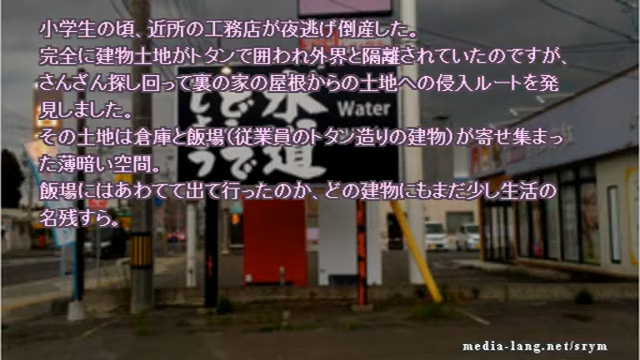 小学生の頃、近所の工務店が夜逃げ倒産した。
完全に建物土地がトタンで囲われ外界と隔離されていたのですが、
さんざん探し回って裏の家の屋根からの土地への侵入ルートを発
見しました。
その土地は倉庫と飯場（従業員のトタン造りの建物）が寄せ集まっ
た薄暗い空間。
飯場にはあわてて出て行ったのか、どの建物にもまだ少し生活の
名残すら。
水道
Water
どうで
しょう
media-lang.net/srym